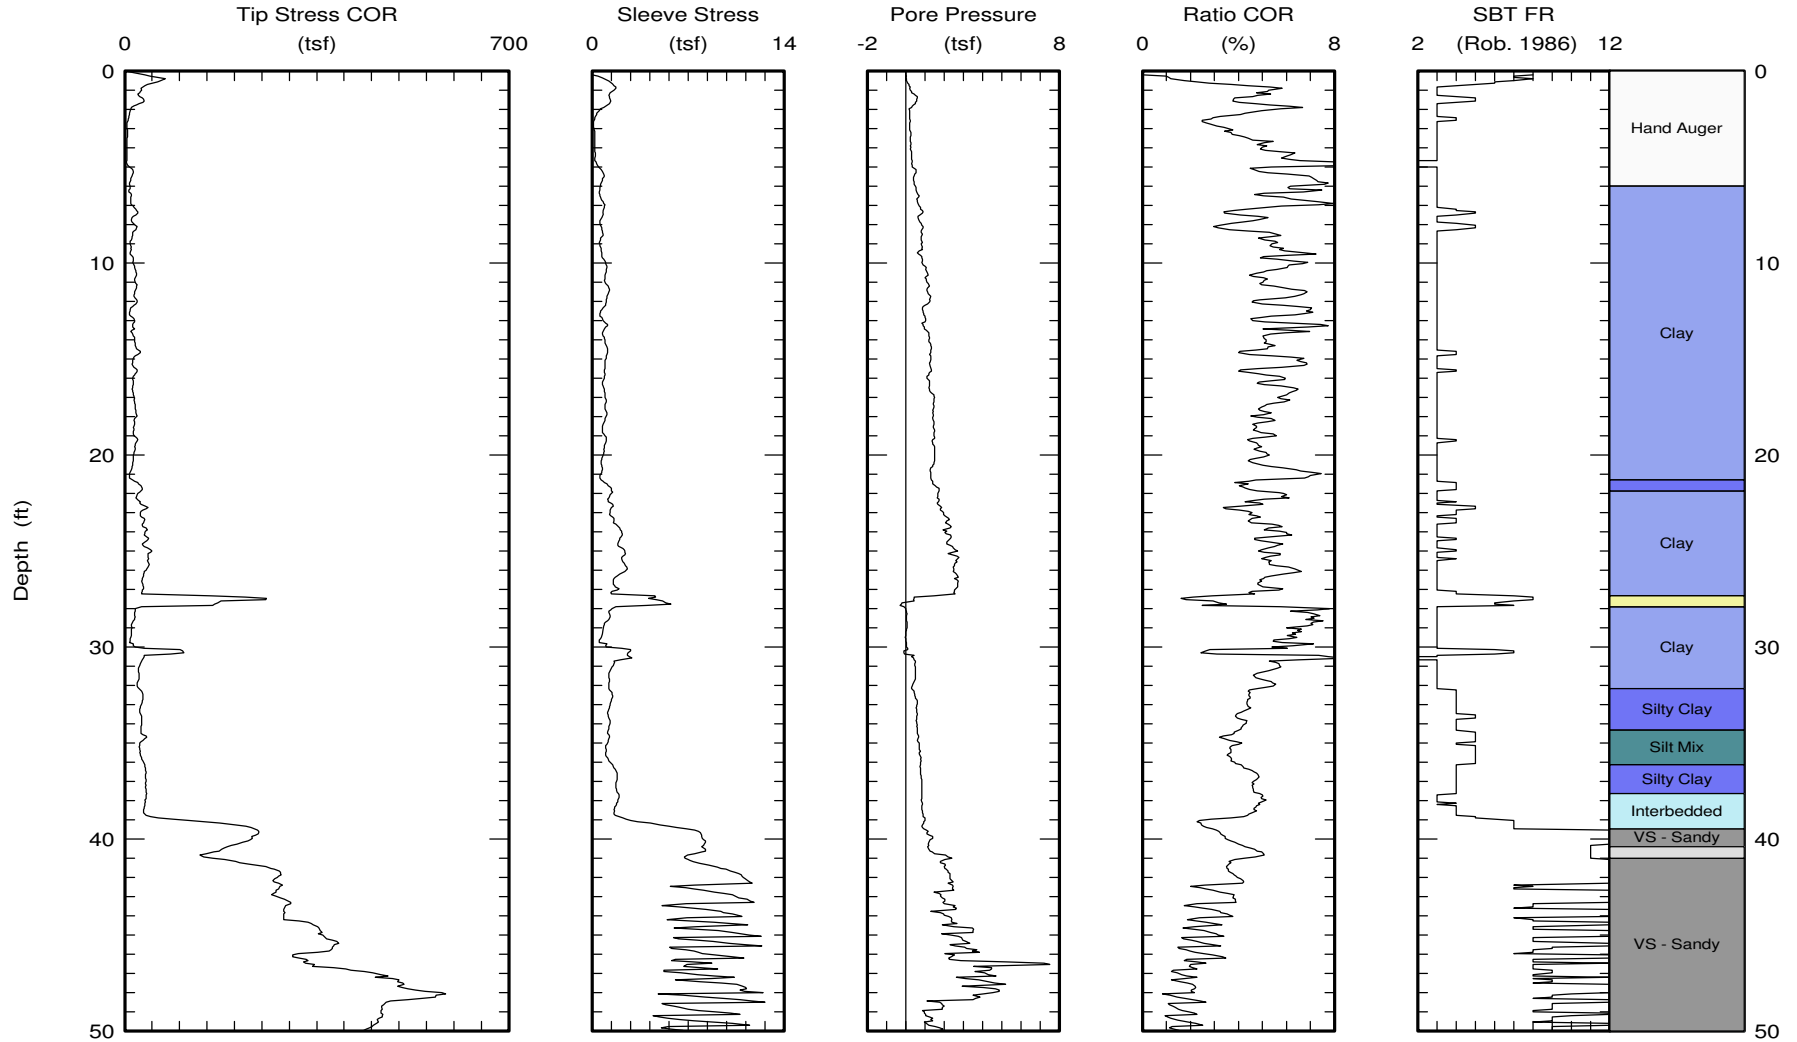 Tip Stress COR Sleeve Stress Pore Pressure Ratio COR SBT FR
0 (tsf) 700 0 (tsf) 14 -2 (tsf) 8 0 (%) 8 2 (Rob. 1986) 12
0 0
Hand Auger
10 10
Clay
20 20
Clay
Depth (ft)
30 Clay 30
Silty Clay
Silt Mix
Silty Clay
Interbedded
40 VS - Sandy 40
VS - Sandy
50 50